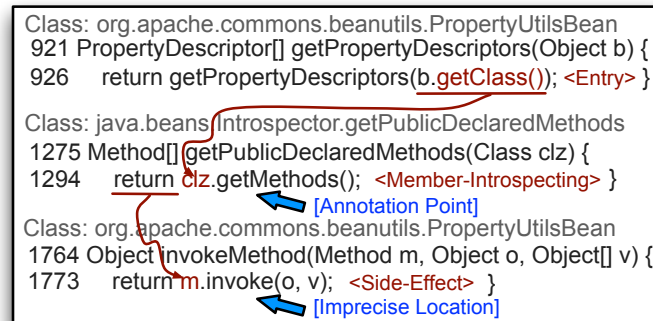 Class: org.apache.commons.beanutils.PropertyUtilsBean
921 PropertyDescriptor[] getPropertyDescriptors(Object b) {
926 return getPropertyDescriptors(b.getClass()); <Entry> }
Class: java.beans.Introspector.getPublicDeclaredMethods
1275 Method[] getPublicDeclaredMethods(Class clz) {
1294 return clz.getMethods(); <Member-Introspecting> }
[Annotation Point]
Class: org.apache.commons.beanutils.PropertyUtilsBean
1764 Object invokeMethod(Method m, Object o, Object[] v) {
1773 return m.invoke(o, v); <Side-Effect> }
[Imprecise Location]